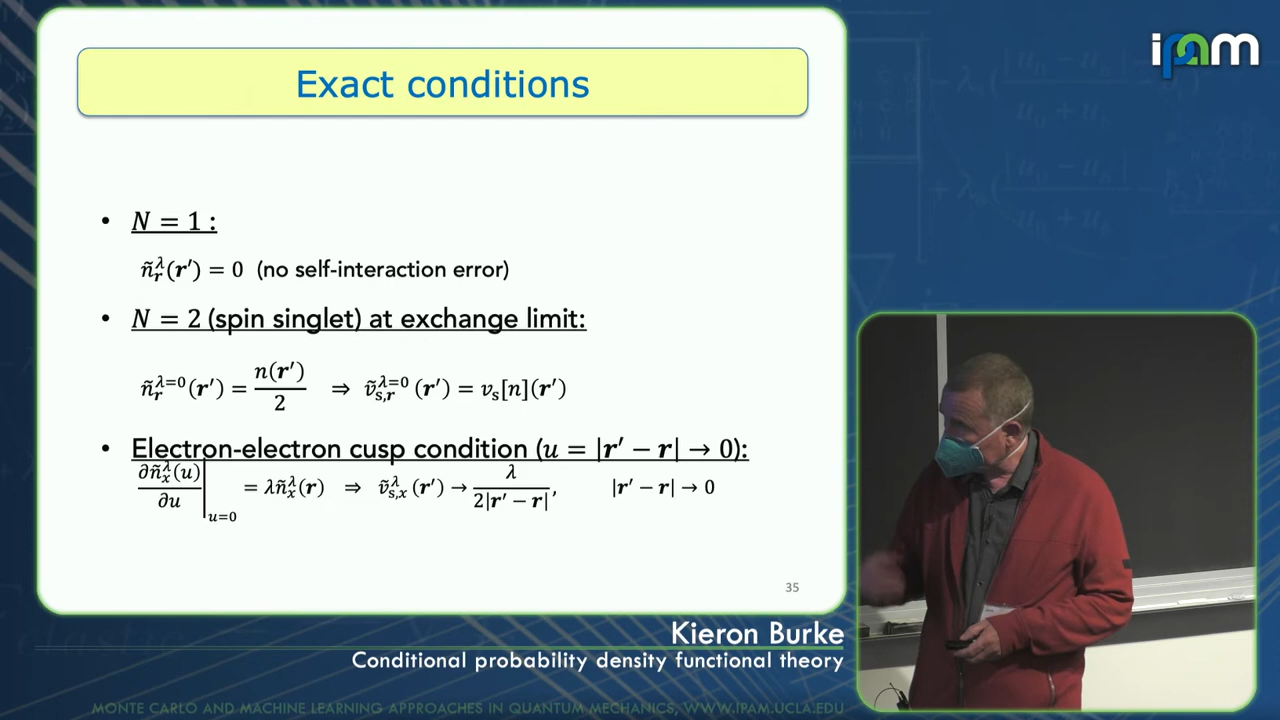 Exact conditions
ipam
• N = 1 :
ñ_r^λ(r′) = 0 (no self-interaction error)
• N = 2 (spin singlet) at exchange limit:
ñ_r^{λ=0}(r′) = n(r′)/2 ⇒ ṽ_{s,r}^{λ=0}(r′) = v_s[n](r′)
• Electron-electron cusp condition (u = |r′ − r| → 0):
∂ñ_x^λ(u)/∂u|_{u=0} = λñ_x^λ(r) ⇒ ṽ_{s,x}^λ(r′) → λ/2|r′ − r|, |r′ − r| → 0
35
Kieron Burke
Conditional probability density functional theory
MONTE CARLO AND MACHINE LEARNING APPROACHES IN QUANTUM MECHANICS, WWW.IPAM.UCLA.EDU